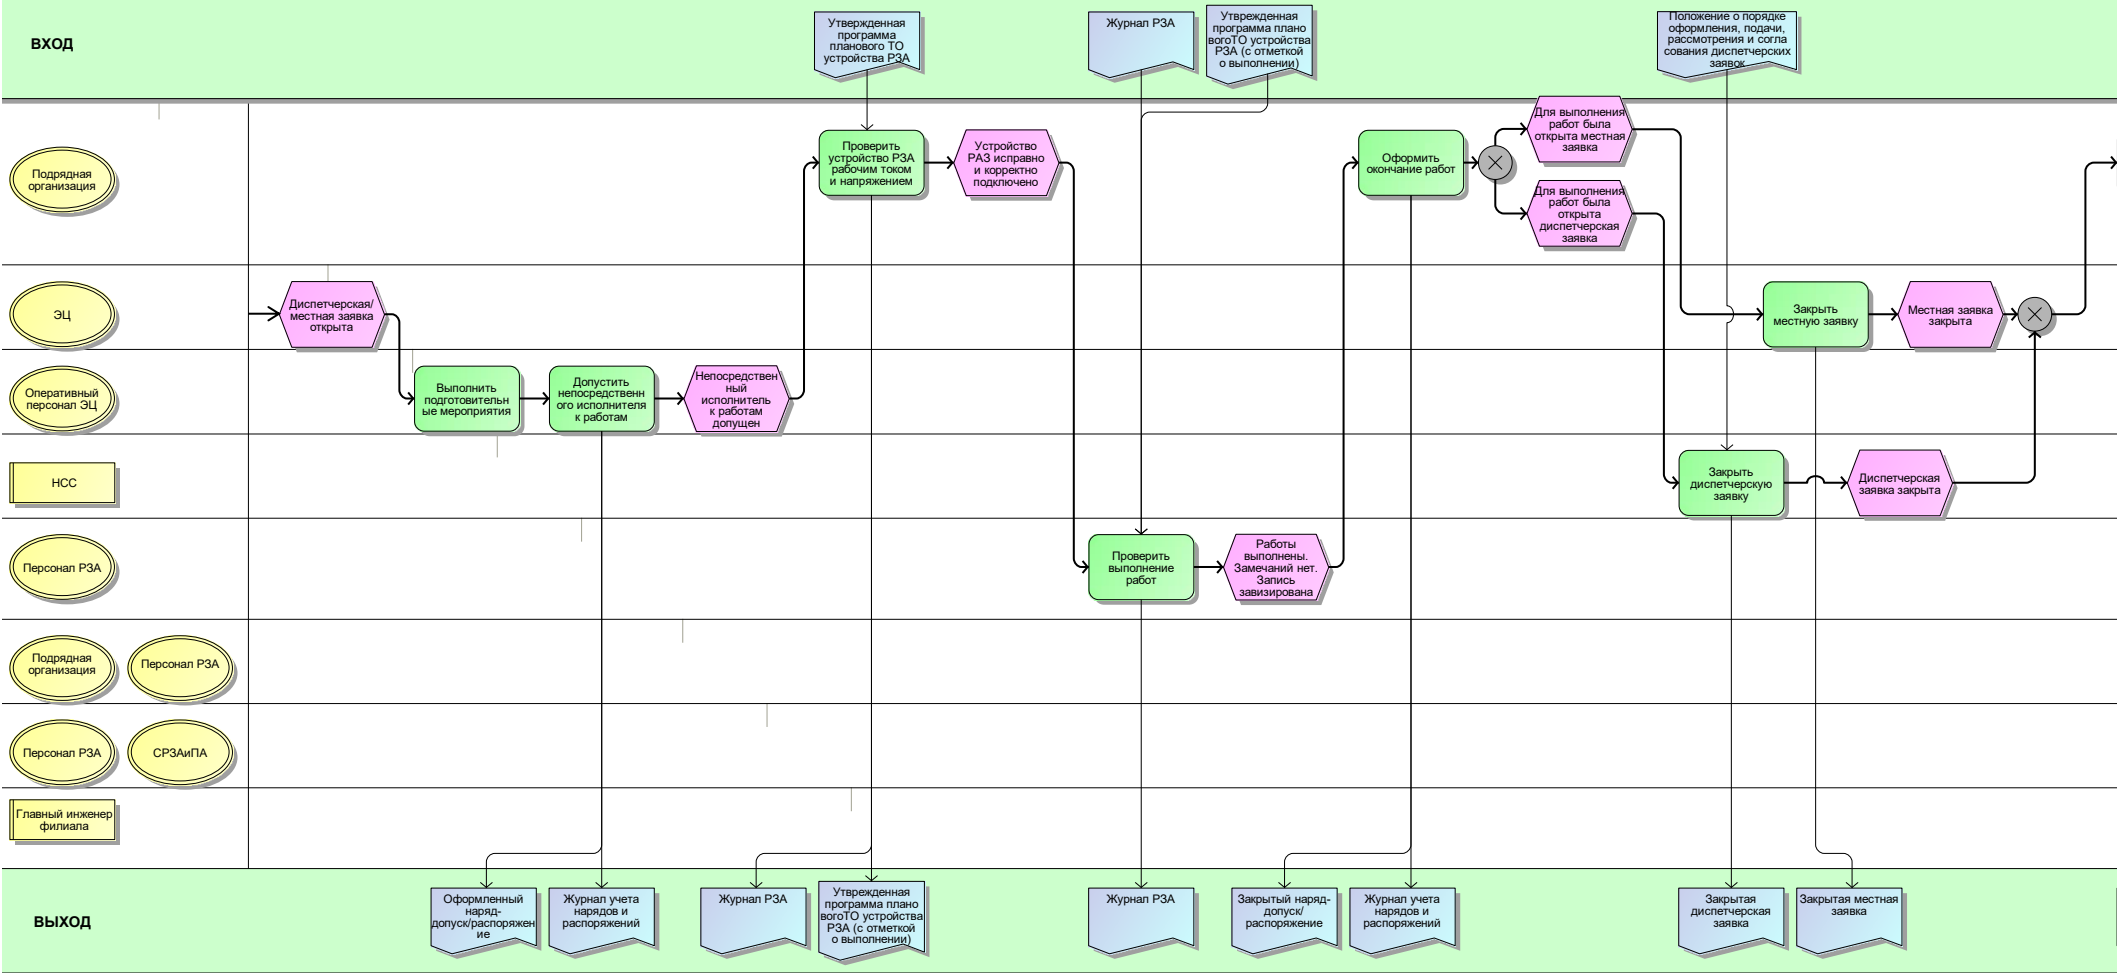 ВХОД
Утвержденная
программа
планового ТО
устройства РЗА
Журнал РЗА
Утврежденная
программа плано
вогоТО устройства
РЗА (с отметкой
о выполнении)
Положение о порядке
оформления, подачи,
рассмотрения и согла
сования диспетчерских
заявок
Подрядная
организация
Проверить
устройство РЗА
рабочим током
и напряжением
Устройство
РАЗ исправно
и корректно
подключено
Оформить
окончание работ
Для выполнения
работ была
открыта местная
заявка
Для выполнения
работ была
открыта
диспетчерская
заявка
ЭЦ
Диспетчерская/
местная заявка
открыта
Закрыть
местную заявку
Местная заявка
закрыта
Оперативный
персонал ЭЦ
Выполнить
подготовительн
ые мероприятия
Допустить
непосредственн
ого исполнителя
к работам
Непосредствен
ный
исполнитель
к работам
допущен
НСС
Закрыть
диспетчерскую
заявку
Диспетчерская
заявка закрыта
Персонал РЗА
Проверить
выполнение
работ
Работы
выполнены.
Замечаний нет.
Запись
завизирована
Подрядная
организация
Персонал РЗА
Персонал РЗА
СРЗАиПА
Главный инженер
филиала
ВЫХОД
Оформленный
наряд-
допуск/распоряжен
ие
Журнал учета
нарядов и
распоряжений
Журнал РЗА
Утврежденная
программа плано
вогоТО устройства
РЗА (с отметкой
о выполнении)
Журнал РЗА
Закрытый наряд-
допуск/
распоряжение
Журнал учета
нарядов и
распоряжений
Закрытая
диспетчерская
заявка
Закрытая местная
заявка